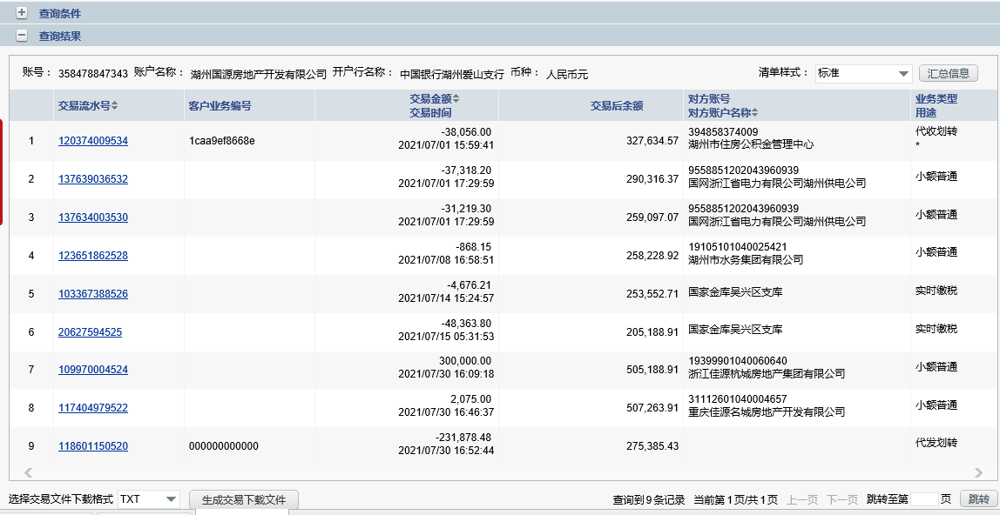 查询条件
查询结果
账号： 358478847343 账户名称： 湖州国源房地产开发有限公司 开户行名称： 中国银行湖州爱山支行 币种： 人民币元 清单样式： 标准 汇总信息
交易流水号 客户业务编号 交易金额 交易时间 交易后余额 对方账号 对方账户名称 业务类型 用途
1 120374009534 1caa9ef8668e -38,056.00 2021/07/01 15:59:41 327,634.57 394858374009 湖州市住房公积金管理中心 代收划转 *
2 137639036532 -37,318.20 2021/07/01 17:29:59 290,316.37 9558851202043960939 国网浙江省电力有限公司湖州供电公司 小额普通
3 137634003530 -31,219.30 2021/07/01 17:29:59 259,097.07 9558851202043960939 国网浙江省电力有限公司湖州供电公司 小额普通
4 123651862528 -868.15 2021/07/08 16:58:51 258,228.92 19105101040025421 湖州市水务集团有限公司 小额普通
5 103367388526 -4,676.21 2021/07/14 15:24:57 253,552.71 国家金库吴兴区支库 实时缴税
6 20627594525 -48,363.80 2021/07/15 05:31:53 205,188.91 国家金库吴兴区支库 实时缴税
7 109970004524 300,000.00 2021/07/30 16:09:18 505,188.91 19399901040060640 浙江佳源杭城房地产集团有限公司 小额普通
8 117404979522 2,075.00 2021/07/30 16:46:37 507,263.91 31112601040004657 重庆佳源名城房地产开发有限公司 小额普通
9 118601150520 000000000000 -231,878.48 2021/07/30 16:52:44 275,385.43 代发划转
选择交易文件下载格式 TXT 生成交易下载文件 查询到9条记录 当前第1页/共1页 上一页 下一页 跳转至第 页 跳转